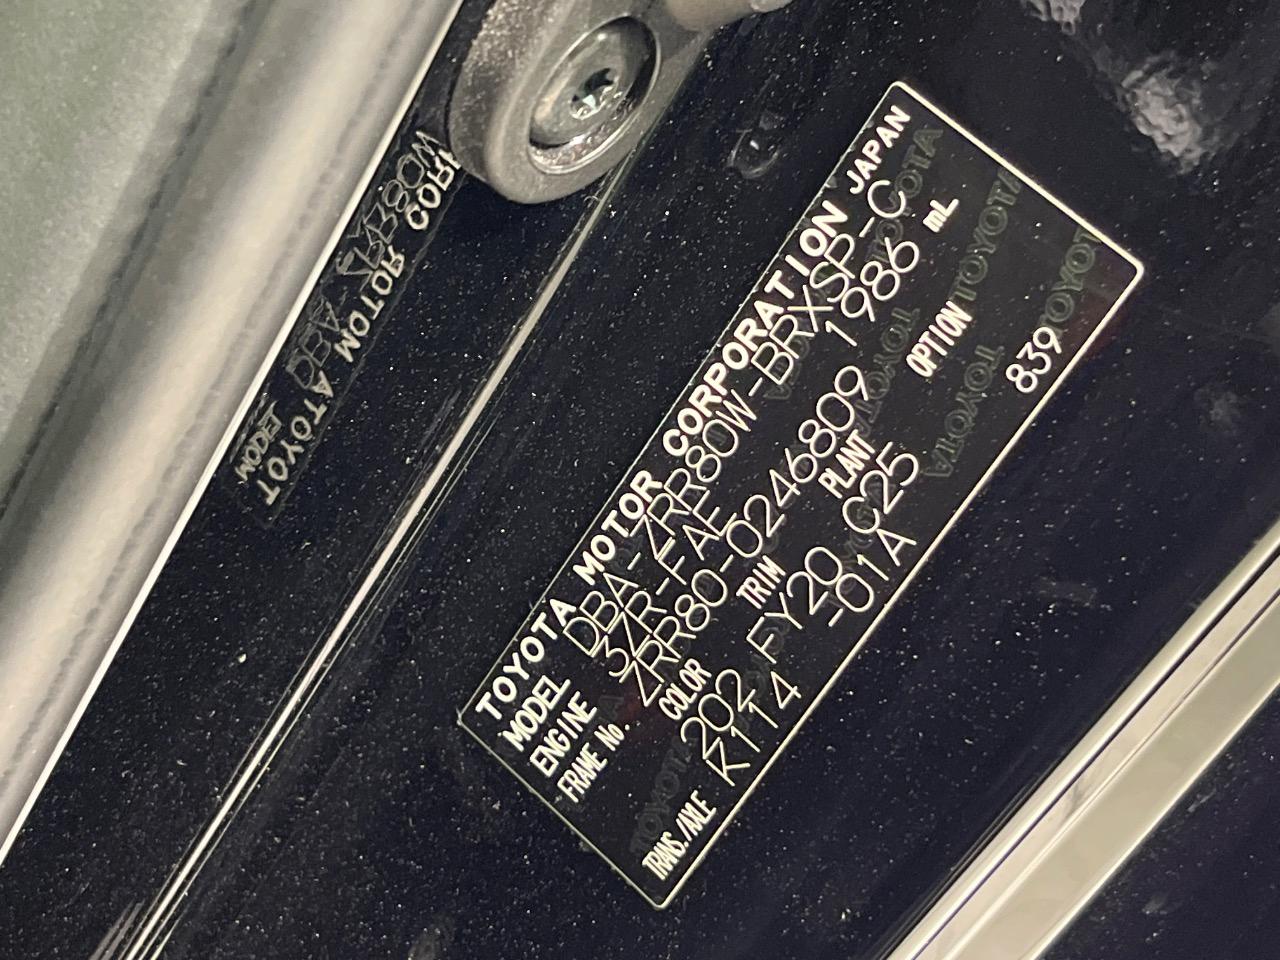 TOYOTA MOTOR CORPORATION JAPAN
MODEL DBA-ZRR80W-BRXSP-C
ENGINE 3ZR-FAE 1986 mL
FRAME No. ZRR80-0246809
COLOR TRIM PLANT OPTION
202 FY20 C25 839
TRANS./AXLE K114 -01A